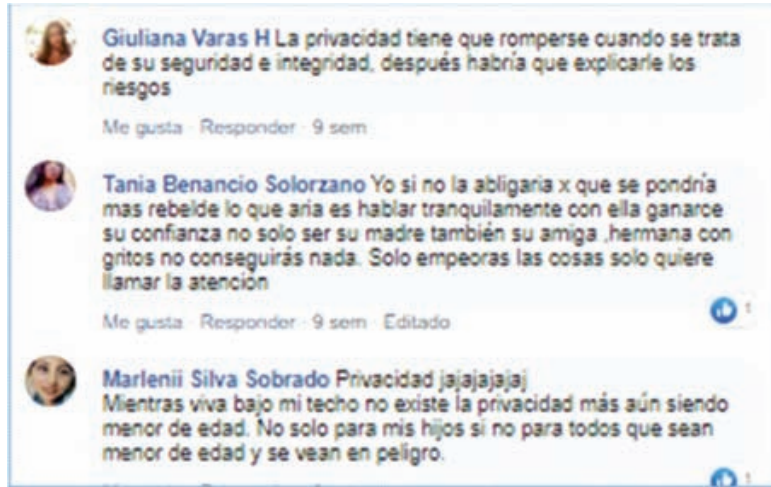 Giuliana Varas H La privacidad tiene que romperse cuando se trata
de su seguridad e integridad, después habría que explicarle los
riesgos
Me gusta · Responder · 9 sem
Tania Benancio Solorzano Yo si no la abligaria x que se pondría
mas rebelde lo que aria es hablar tranquilamente con ella ganarce
su confianza no solo ser su madre también su amiga ,hermana con
gritos no conseguirás nada. Solo empeoras las cosas solo quiere
llamar la atención
1
Me gusta · Responder · 9 sem · Editado
Marlenii Silva Sobrado Privacidad jajajajajaj
Mientras viva bajo mi techo no existe la privacidad más aún siendo
menor de edad. No solo para mis hijos si no para todos que sean
menor de edad y se vean en peligro.
1